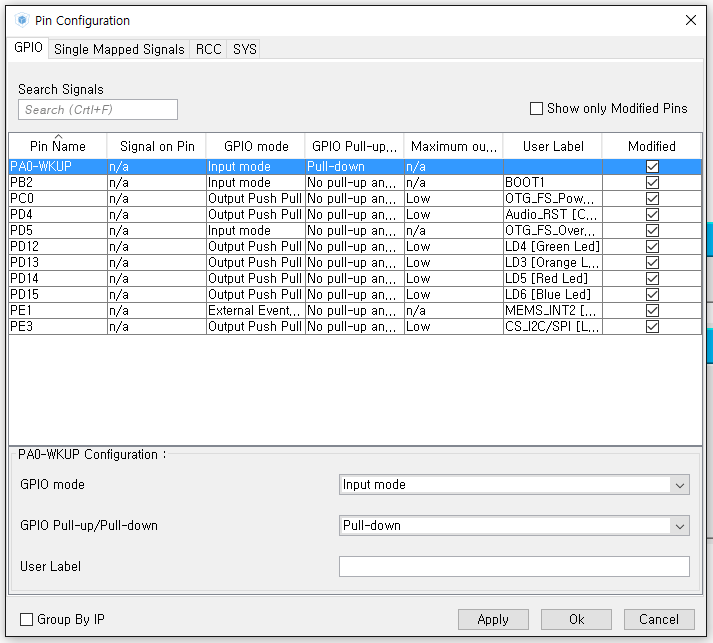 Pin Configuration
GPIO Single Mapped Signals RCC SYS
Search Signals
Search (Crtl+F)
Show only Modified Pins
Pin Name Signal on Pin GPIO mode GPIO Pull-up... Maximum ou... User Label Modified
PA0-WKUP n/a Input mode Pull-down n/a
PB2 n/a Input mode No pull-up an... n/a BOOT1
PC0 n/a Output Push Pull No pull-up an... Low OTG_FS_Pow...
PD4 n/a Output Push Pull No pull-up an... Low Audio_RST [C...
PD5 n/a Input mode No pull-up an... n/a OTG_FS_Over...
PD12 n/a Output Push Pull No pull-up an... Low LD4 [Green Led]
PD13 n/a Output Push Pull No pull-up an... Low LD3 [Orange L...
PD14 n/a Output Push Pull No pull-up an... Low LD5 [Red Led]
PD15 n/a Output Push Pull No pull-up an... Low LD6 [Blue Led]
PE1 n/a External Event... No pull-up an... n/a MEMS_INT2 [...
PE3 n/a Output Push Pull No pull-up an... Low CS_I2C/SPI [L...
PA0-WKUP Configuration :
GPIO mode Input mode
GPIO Pull-up/Pull-down Pull-down
User Label
Group By IP Apply Ok Cancel